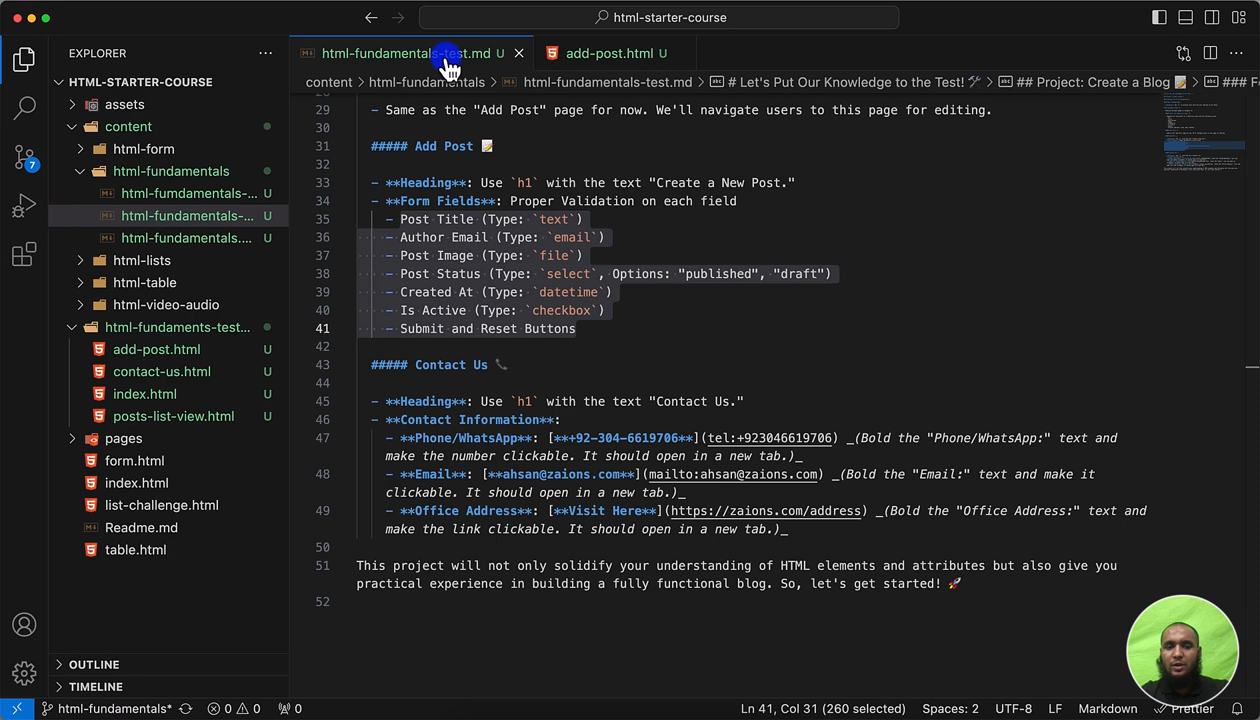 html-starter-course
EXPLORER
HTML-STARTER-COURSE
assets
content
html-form
html-fundamentals
html-fumdamentals-... U
html-fundamentals-... U
html-fundamentals.... U
html-lists
html-table
html-video-audio
html-fundaments-test...
add-post.html U
contact-us.html U
index.html U
posts-list-view.html U
pages
form.html
index.html
list-challenge.html
Readme.md
table.html
OUTLINE
TIMELINE
7
html-fundamentals-test.md U
add-post.html U
content > html-fundamentals > html-fundamentals-test.md > # Let's Put Our Knowledge to the Test! 🛠️ > ## Project: Create a Blog 📝 > ### F
29 - Same as the "Add Post" page for now. We'll navigate users to this page for editing.
30
31 ##### Add Post 📝
32
33 - **Heading**: Use `h1` with the text "Create a New Post."
34 - **Form Fields**: Proper Validation on each field
35 - Post Title (Type: `text`)
36 - Author Email (Type: `email`)
37 - Post Image (Type: `file`)
38 - Post Status (Type: `select`, Options: "published", "draft")
39 - Created At (Type: `datetime`)
40 - Is Active (Type: `checkbox`)
41 - Submit and Reset Buttons
42
43 ##### Contact Us 📞
44
45 - **Heading**: Use `h1` with the text "Contact Us."
46 - **Contact Information**:
47 - **Phone/WhatsApp**: [**+92-304-6619706**](tel:+923046619706) _(Bold the "Phone/WhatsApp:" text and
make the number clickable. It should open in a new tab.)_
48 - **Email**: [**ahsan@zaions.com**](mailto:ahsan@zaions.com) _(Bold the "Email:" text and make it
clickable. It should open in a new tab.)_
49 - **Office Address**: [**Visit Here**](https://zaions.com/address) _(Bold the "Office Address:" text and
make the link clickable. It should open in a new tab.)_
50
51 This project will not only solidify your understanding of HTML elements and attributes but also give you
practical experience in building a fully functional blog. So, let's get started! 🚀
52
html-fundamentals* 0 0 0
Ln 41, Col 31 (260 selected) Spaces: 2 UTF-8 LF Markdown Prettier